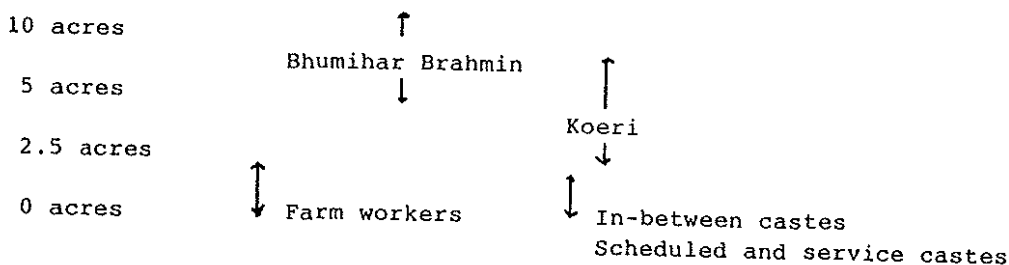 10 acres
Bhumihar Brahmin
5 acres
Koeri
2.5 acres
0 acres
Farm workers
In-between castes
Scheduled and service castes